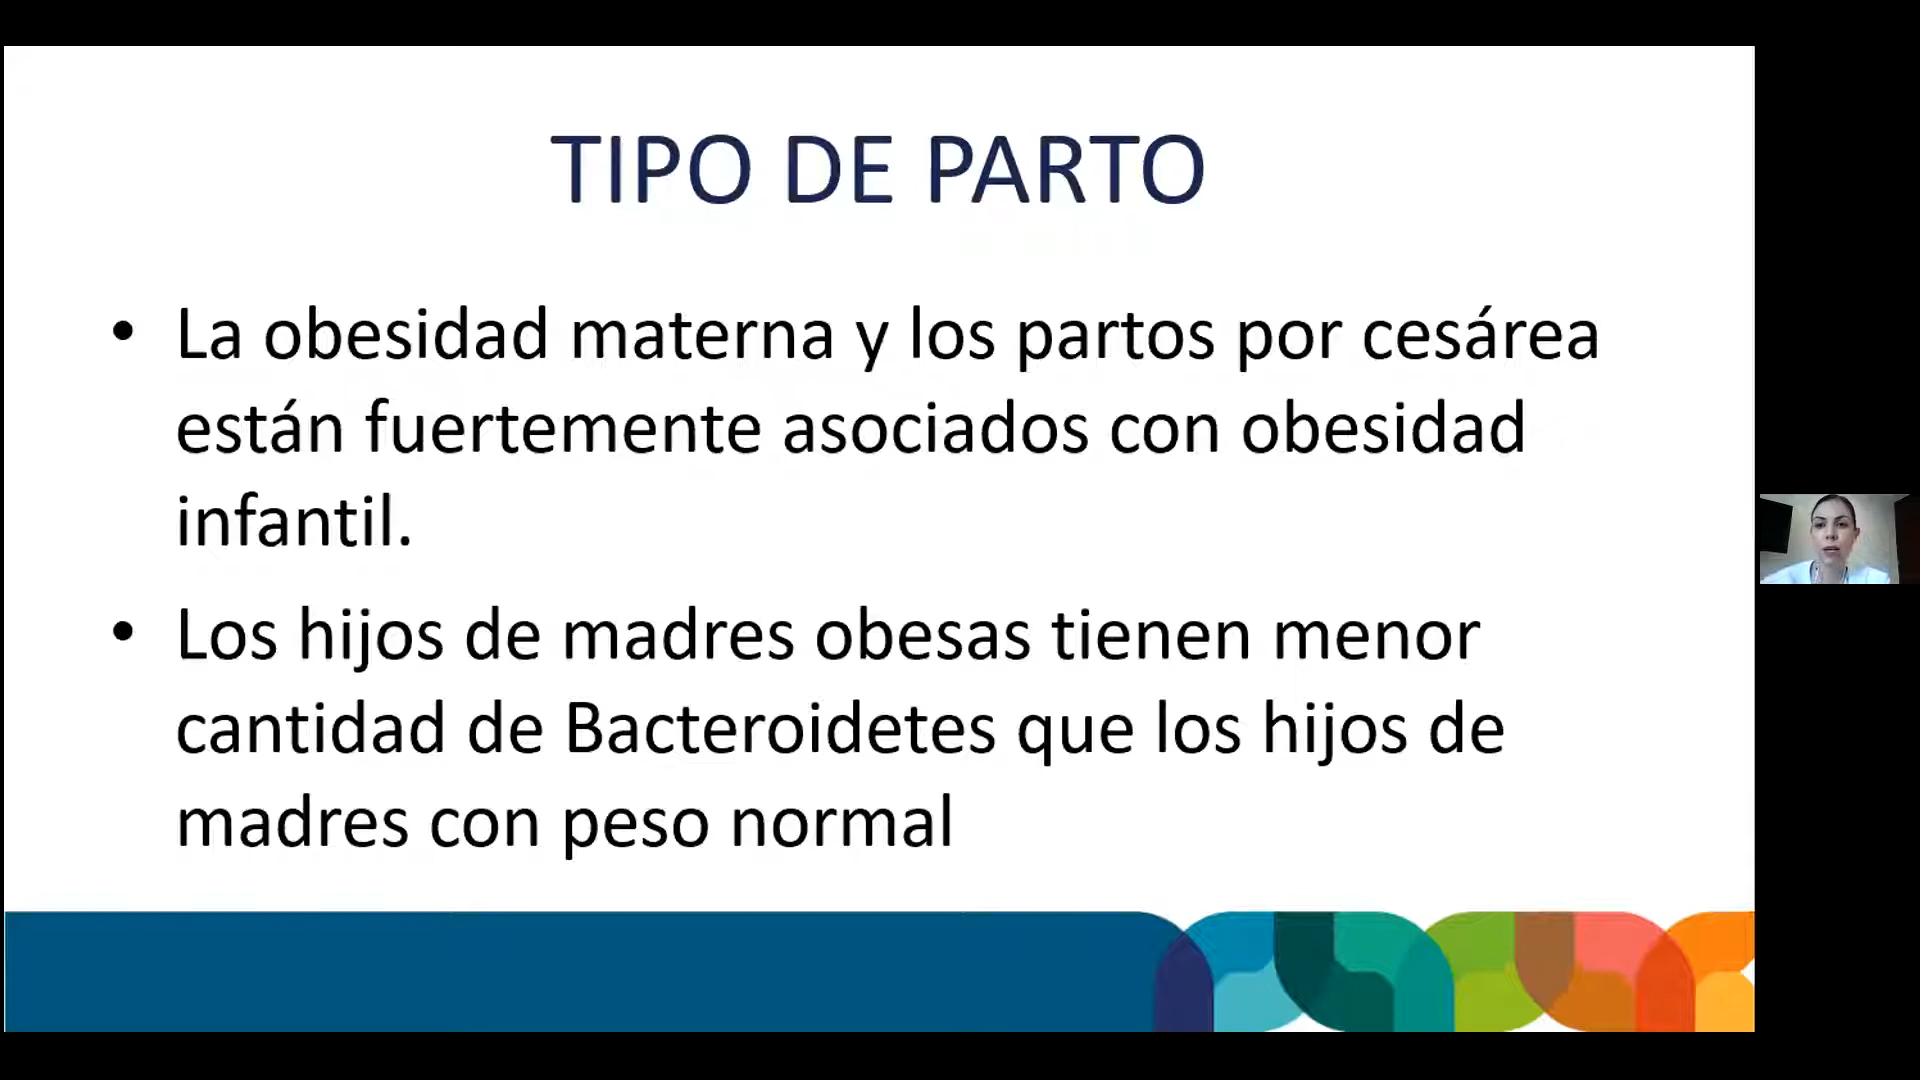 TIPO DE PARTO
• La obesidad materna y los partos por cesárea
están fuertemente asociados con obesidad
infantil.
• Los hijos de madres obesas tienen menor
cantidad de Bacteroidetes que los hijos de
madres con peso normal